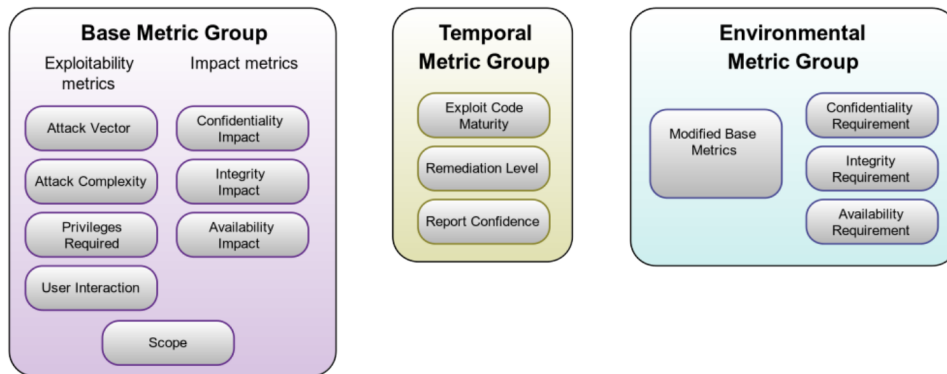 Base Metric Group
Exploitability
metrics
Impact metrics
Attack Vector
Attack Complexity
Privileges
Required
User Interaction
Confidentiality
Impact
Integrity
Impact
Availability
Impact
Scope
Temporal
Metric Group
Exploit Code
Maturity
Remediation Level
Report Confidence
Environmental
Metric Group
Modified Base
Metrics
Confidentiality
Requirement
Integrity
Requirement
Availability
Requirement